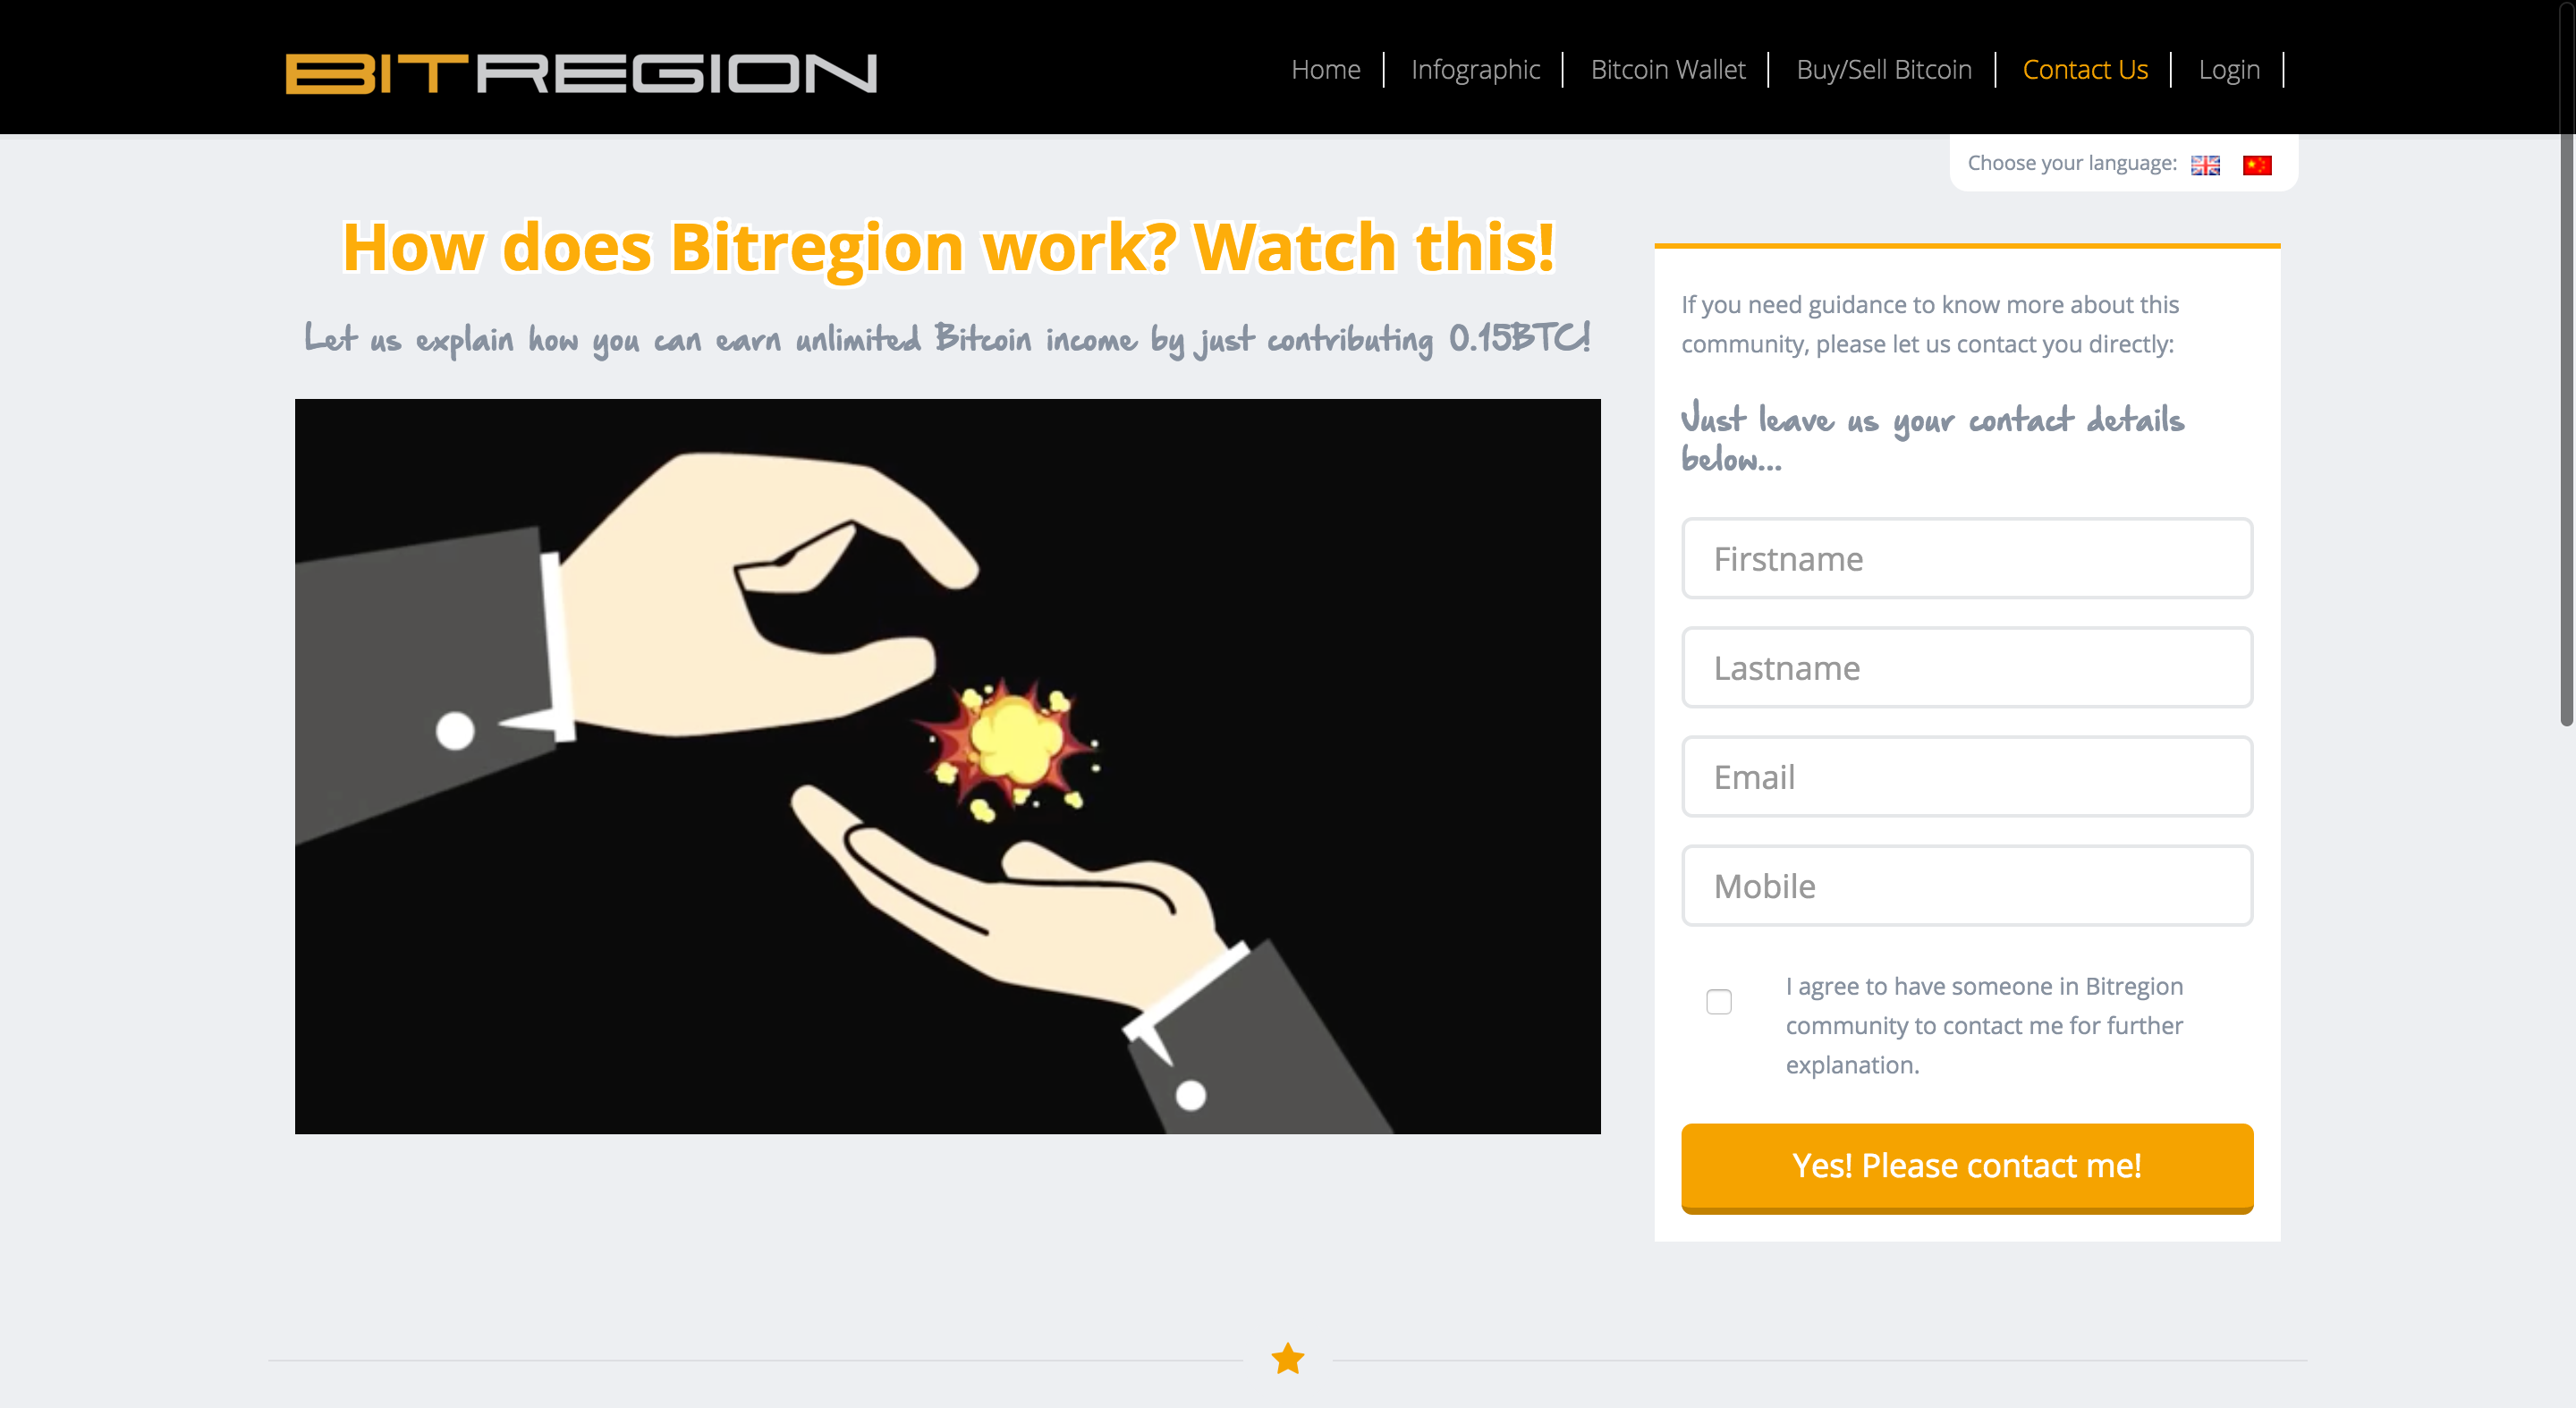 BITREGION
Home
Infographic
Bitcoin Wallet
Buy/Sell Bitcoin
Contact Us
Login
Choose your language:
How does Bitregion work? Watch this!
Let us explain how you can earn unlimited Bitcoin income by just contributing 0.15BTC!
If you need guidance to know more about this
community, please let us contact you directly:
Just leave us your contact details
below...
Firstname
Lastname
Email
Mobile
I agree to have someone in Bitregion
community to contact me for further
explanation.
Yes! Please contact me!